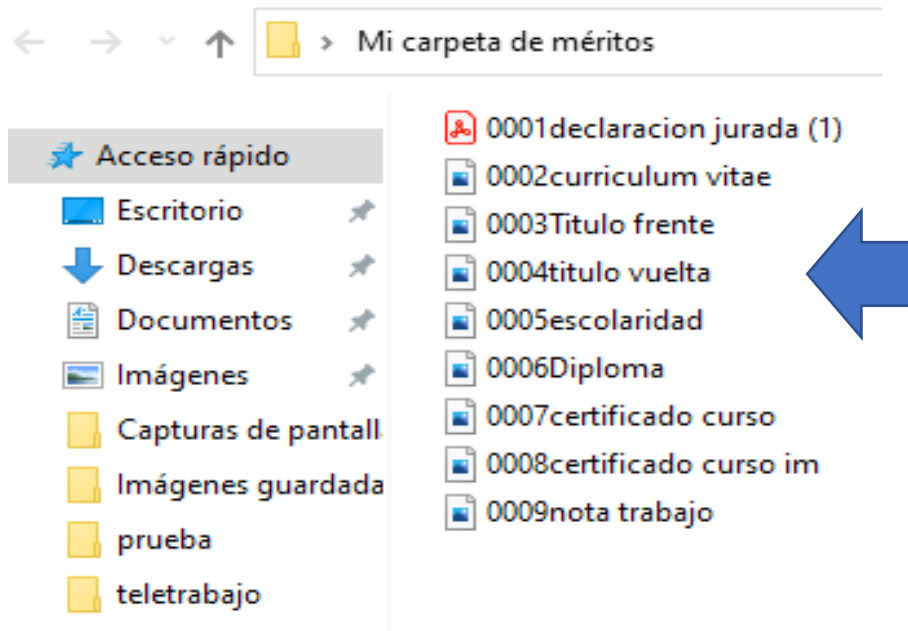 Mi carpeta de méritos
Acceso rápido
Escritorio
Descargas
Documentos
Imágenes
Capturas de pantall
Imágenes guardada
prueba
teletrabajo
0001declaracion jurada (1)
0002curriculum vitae
0003Titulo frente
0004titulo vuelta
0005escolaridad
0006Diploma
0007certificado curso
0008certificado curso im
0009nota trabajo